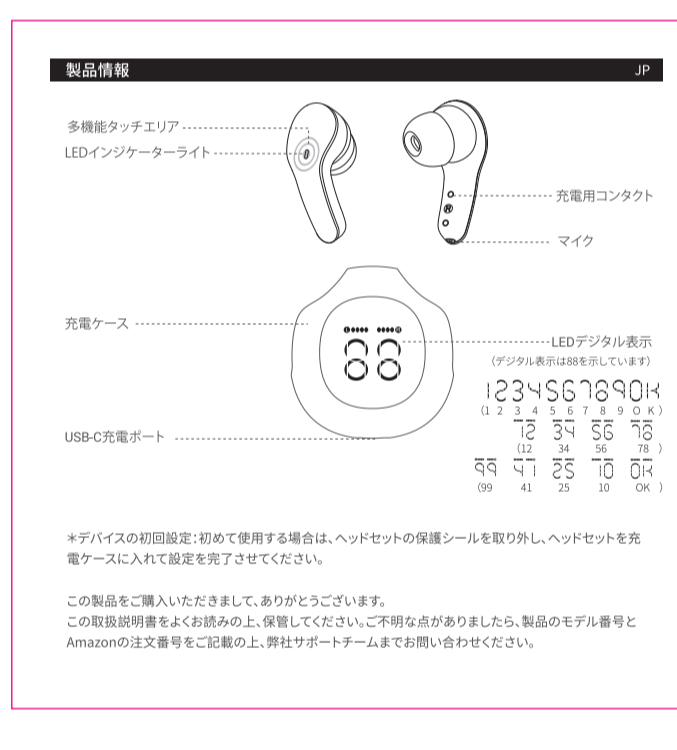 製品情報 JP
多機能タッチエリア
LEDインジケーターライト
充電用コンタクト
マイク
充電ケース
LEDデジタル表示
(デジタル表示は88を示しています)
88
1234567890K
(1 2 3 4 5 6 7 8 9 O K)
12 34 56 78
(12 34 56 78 )
USB-C充電ポート
99 41 25 10 OK
(99 41 25 10 OK )
*デバイスの初回設定:初めて使用する場合は、ヘッドセットの保護シールを取り外し、ヘッドセットを充
電ケースに入れて設定を完了させてください。
この製品をご購入いただきまして、ありがとうございます。
この取扱説明書をよくお読みの上、保管してください。ご不明な点がありましたら、製品のモデル番号と
Amazonの注文番号をご記載の上、弊社サポートチームまでお問い合わせください。